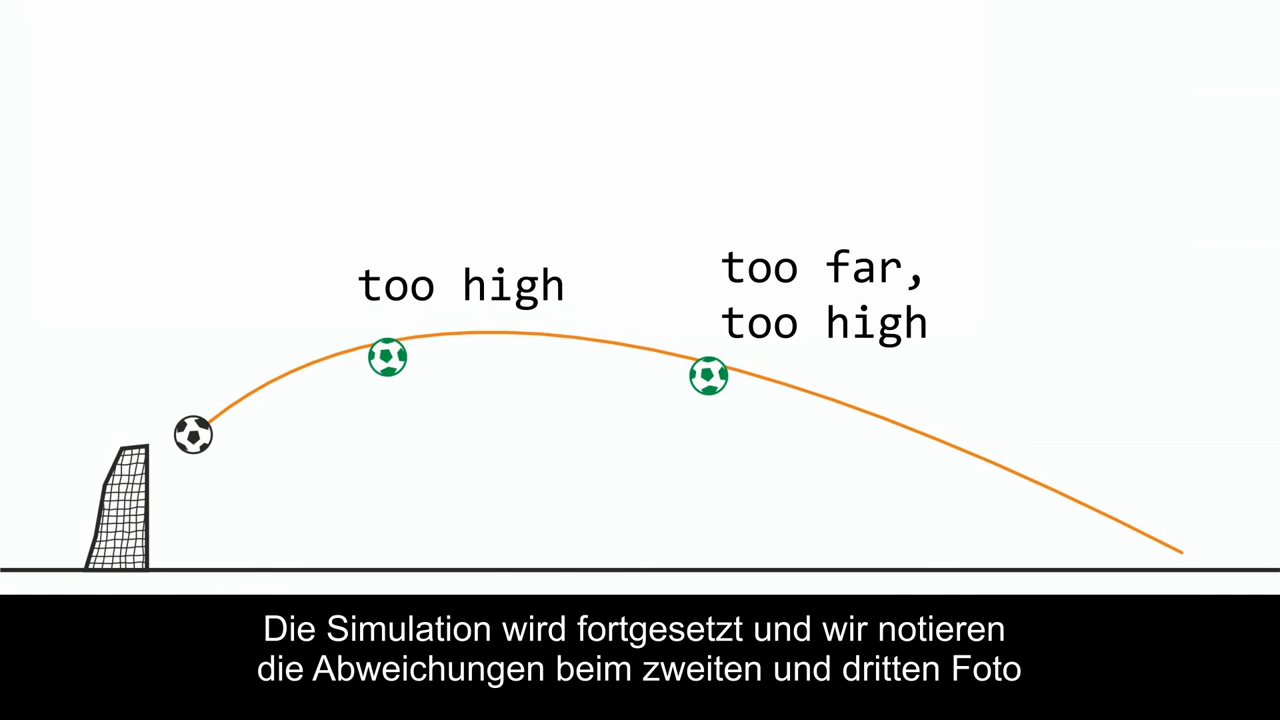 too high
too far,
too high
Die Simulation wird fortgesetzt und wir notieren
die Abweichungen beim zweiten und dritten Foto